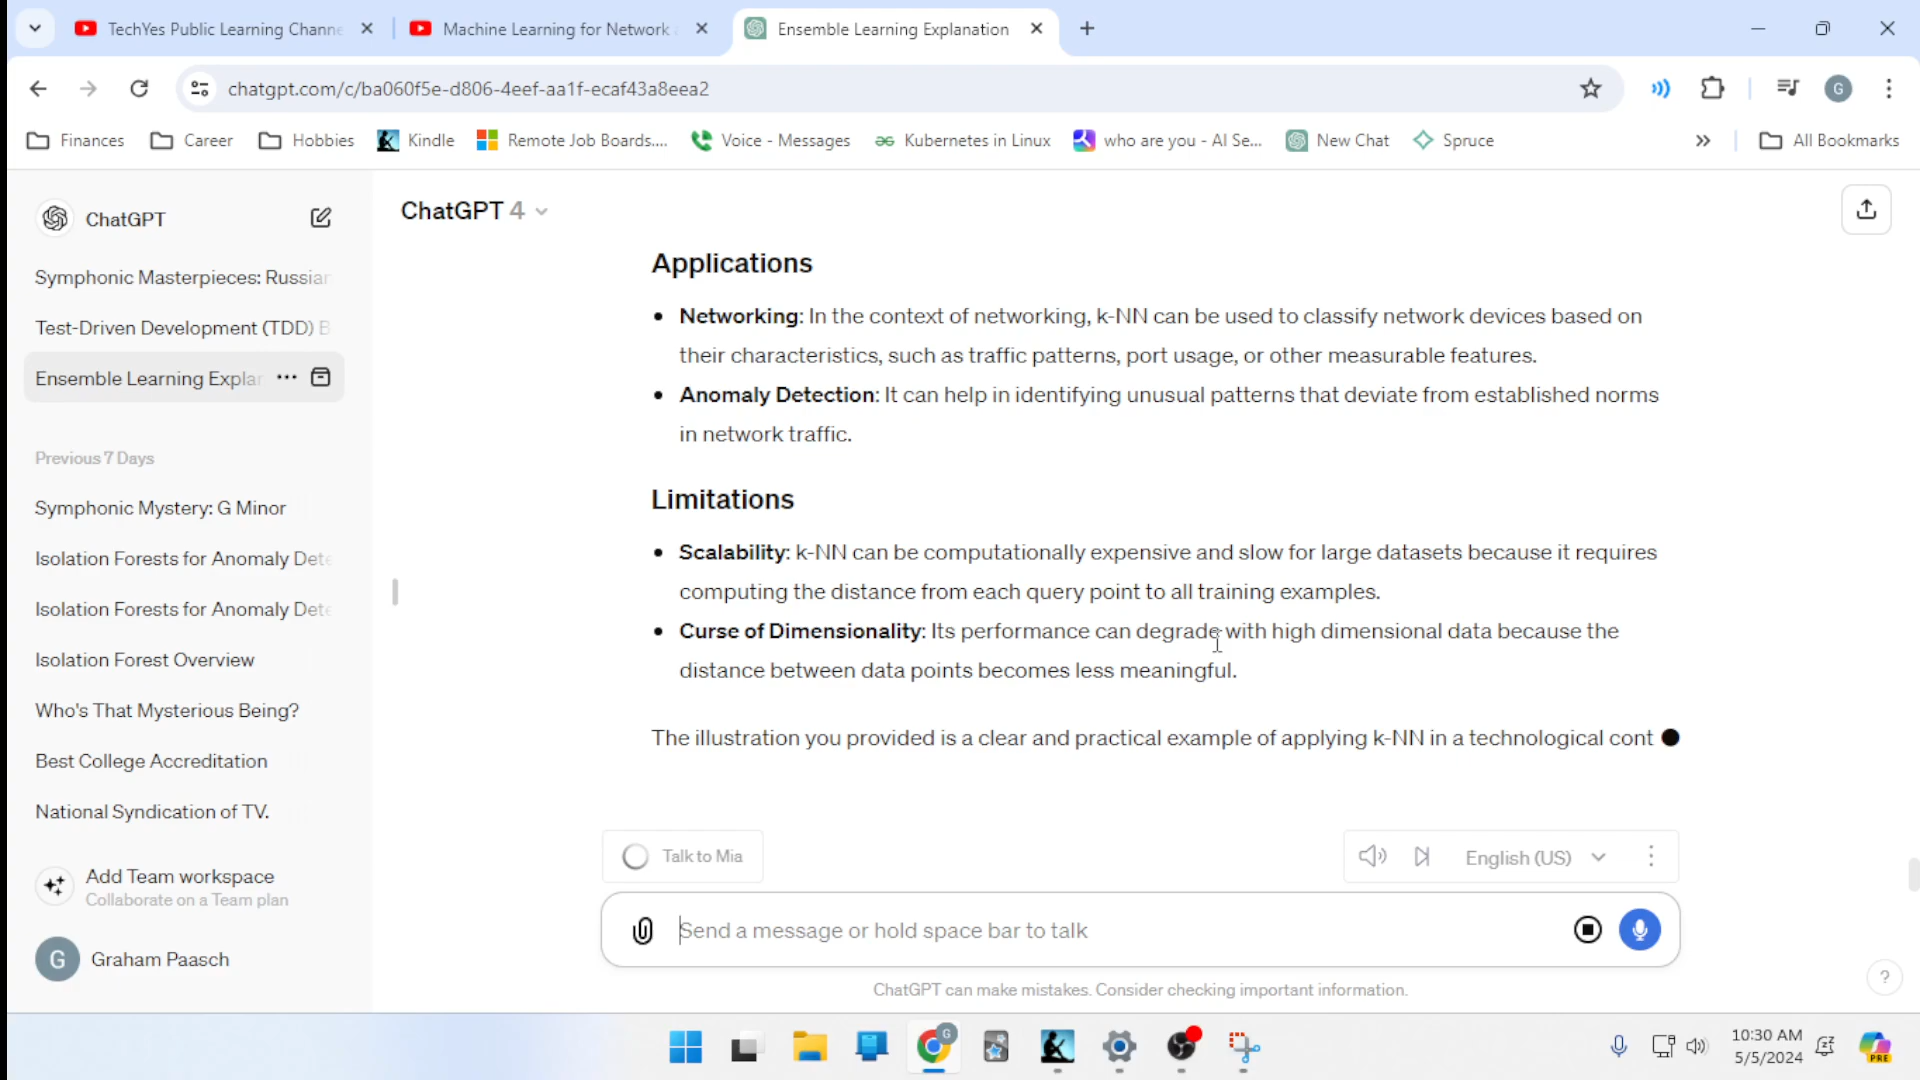 TechYes Public Learning Channe
Machine Learning for Network
Ensemble Learning Explanation
chatgpt.com/c/ba060f5e-d806-4eef-aa1f-ecaf43a8eea2
G
Finances
Career
Hobbies
Kindle
Remote Job Boards....
Voice - Messages
Kubernetes in Linux
who are you - AI Se...
New Chat
Spruce
All Bookmarks
ChatGPT
Symphonic Masterpieces: Russian
Test-Driven Development (TDD) B
Ensemble Learning Explan
Previous 7 Days
Symphonic Mystery: G Minor
Isolation Forests for Anomaly Dete
Isolation Forests for Anomaly Dete
Isolation Forest Overview
Who's That Mysterious Being?
Best College Accreditation
National Syndication of TV.
Add Team workspace
Collaborate on a Team plan
G
Graham Paasch
ChatGPT 4
Applications
Networking: In the context of networking, k-NN can be used to classify network devices based on
their characteristics, such as traffic patterns, port usage, or other measurable features.
Anomaly Detection: It can help in identifying unusual patterns that deviate from established norms
in network traffic.
Limitations
Scalability: k-NN can be computationally expensive and slow for large datasets because it requires
computing the distance from each query point to all training examples.
Curse of Dimensionality: Its performance can degrade with high dimensional data because the
distance between data points becomes less meaningful.
The illustration you provided is a clear and practical example of applying k-NN in a technological cont
Talk to Mia
English (US)
Send a message or hold space bar to talk
ChatGPT can make mistakes. Consider checking important information.
?
G
10:30 AM
5/5/2024
PRE